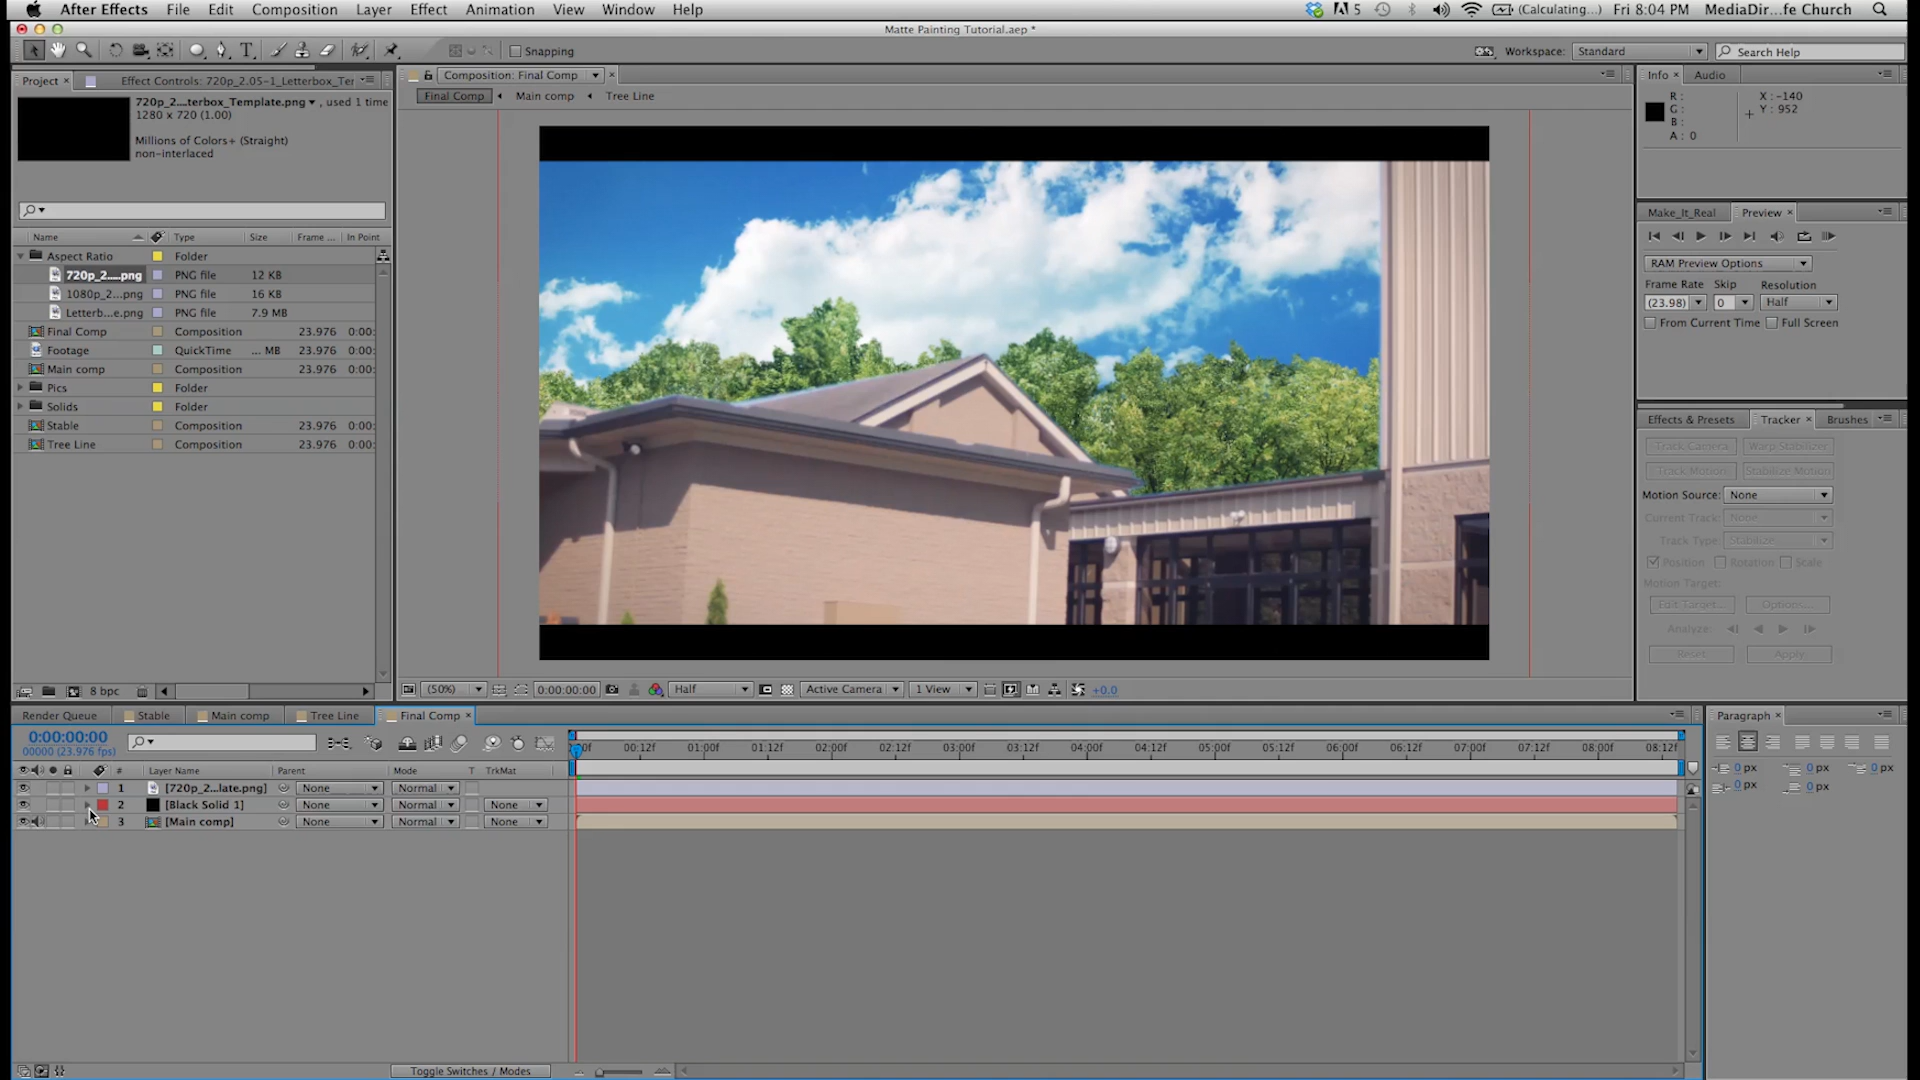 After Effects File Edit Composition Layer Effect Animation View Window Help
5 (Calculating...) Fri 8:04 PM MediaDir...fe Church
Matte Painting Tutorial.aep *
Snapping
Workspace: Standard
Search Help
Project ×
Effect Controls: 720p_2.05-1_Letterbox_Ter
Composition: Final Comp
Final Comp Main comp Tree Line
720p_2....terbox_Template.png , used 1 time
1280 x 720 (1.00)
Millions of Colors+ (Straight)
non-interlaced
Name Type Size Frame ... In Point
Aspect Ratio Folder
720p_2....png PNG file 12 KB
1080p_2...png PNG file 16 KB
Letterb...e.png PNG file 7.9 MB
Final Comp Composition 23.976 0:00:
Footage QuickTime ... MB 23.976 0:00:
Main comp Composition 23.976 0:00:
Pics Folder
Solids Folder
Stable Composition 23.976 0:00:
Tree Line Composition 23.976 0:00:
8 bpc
(50%) 0:00:00:00 Half Active Camera 1 View +0.0
Info × Audio
R : X : -140
G : Y : 952
B :
A : 0
Make_It_Real Preview ×
RAM Preview Options
Frame Rate Skip Resolution
(23.98) 0 Half
From Current Time Full Screen
Effects & Presets Tracker × Brushes
Track Camera Warp Stabilizer
Track Motion Stabilize Motion
Motion Source: None
Current Track: None
Track Type: Stabilize
Position Rotation Scale
Motion Target:
Edit Target... Options...
Analyze:
Reset Apply
Render Queue Stable Main comp Tree Line Final Comp ×
0:00:00:00
00000 (23.976 fps)
:00f 00:12f 01:00f 01:12f 02:00f 02:12f 03:00f 03:12f 04:00f 04:12f 05:00f 05:12f 06:00f 06:12f 07:00f 07:12f 08:00f 08:12f
# Layer Name Parent Mode T TrkMat
1 [720p_2...late.png] None Normal
2 [Black Solid 1] None Normal None
3 [Main comp] None Normal None
Toggle Switches / Modes
Paragraph ×
0 px 0 px 0 px
0 px 0 px